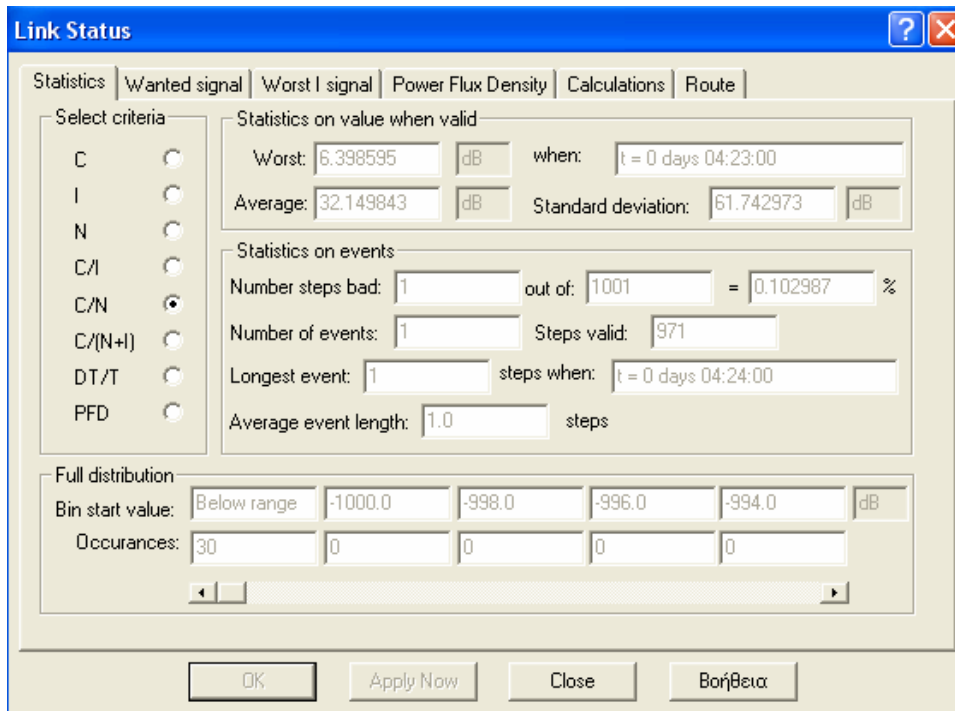 Link Status
Statistics Wanted signal Worst I signal Power Flux Density Calculations Route
Select criteria
C
I
N
C/I
C/N
C/(N+I)
DT/T
PFD
Statistics on value when valid
Worst: 6.398595 dB when: t = 0 days 04:23:00
Average: 32.149843 dB Standard deviation: 61.742973 dB
Statistics on events
Number steps bad: 1 out of: 1001 = 0.102987 %
Number of events: 1 Steps valid: 971
Longest event: 1 steps when: t = 0 days 04:24:00
Average event length: 1.0 steps
Full distribution
Bin start value: Below range -1000.0 -998.0 -996.0 -994.0 dB
Occurances: 30 0 0 0 0
OK Apply Now Close Βοήθεια